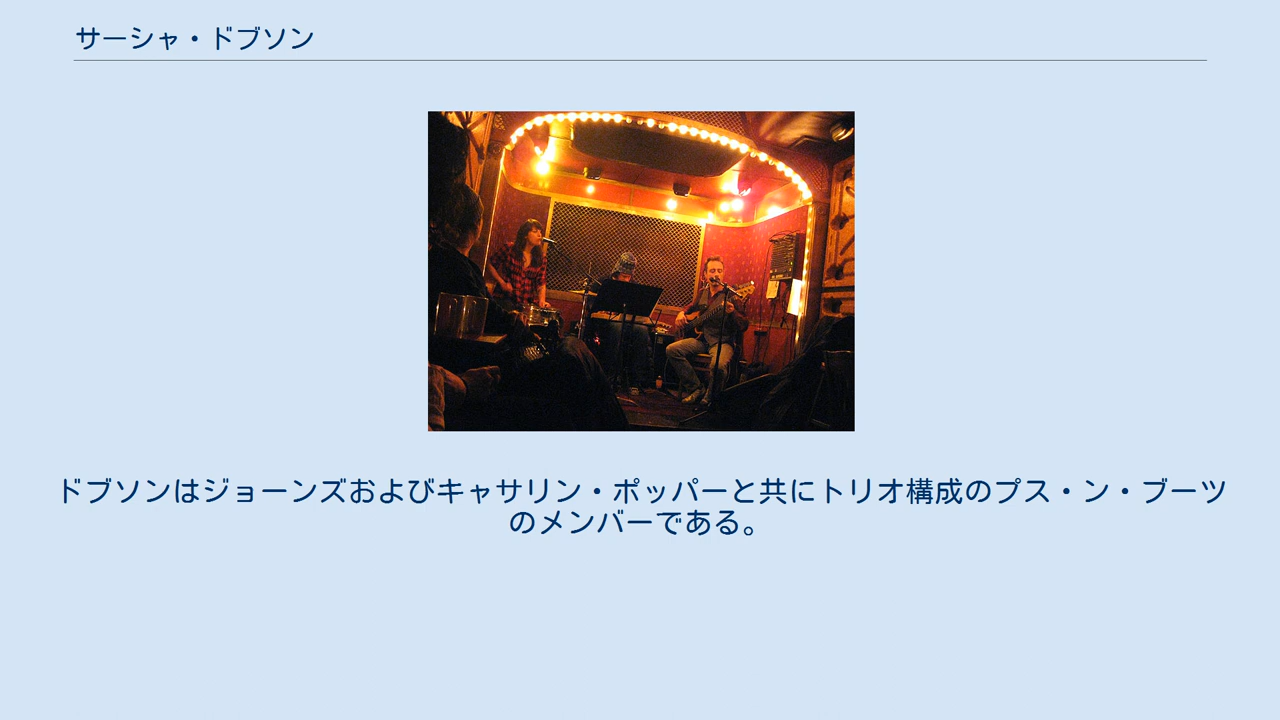 サーシャ・ドブソン
ドブソンはジョーンズおよびキャサリン・ポッパーと共にトリオ構成のプス・ン・ブーツ
のメンバーである。